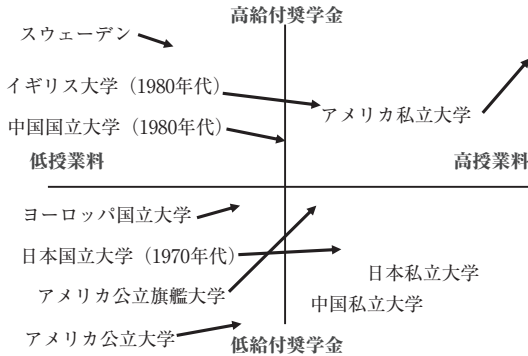 高給付奨学金
スウェーデン
イギリス大学（1980年代）
アメリカ私立大学
中国国立大学（1980年代）
低授業料
高授業料
ヨーロッパ国立大学
日本国立大学（1970年代）
日本私立大学
アメリカ公立旗艦大学
中国私立大学
アメリカ公立大学
低給付奨学金